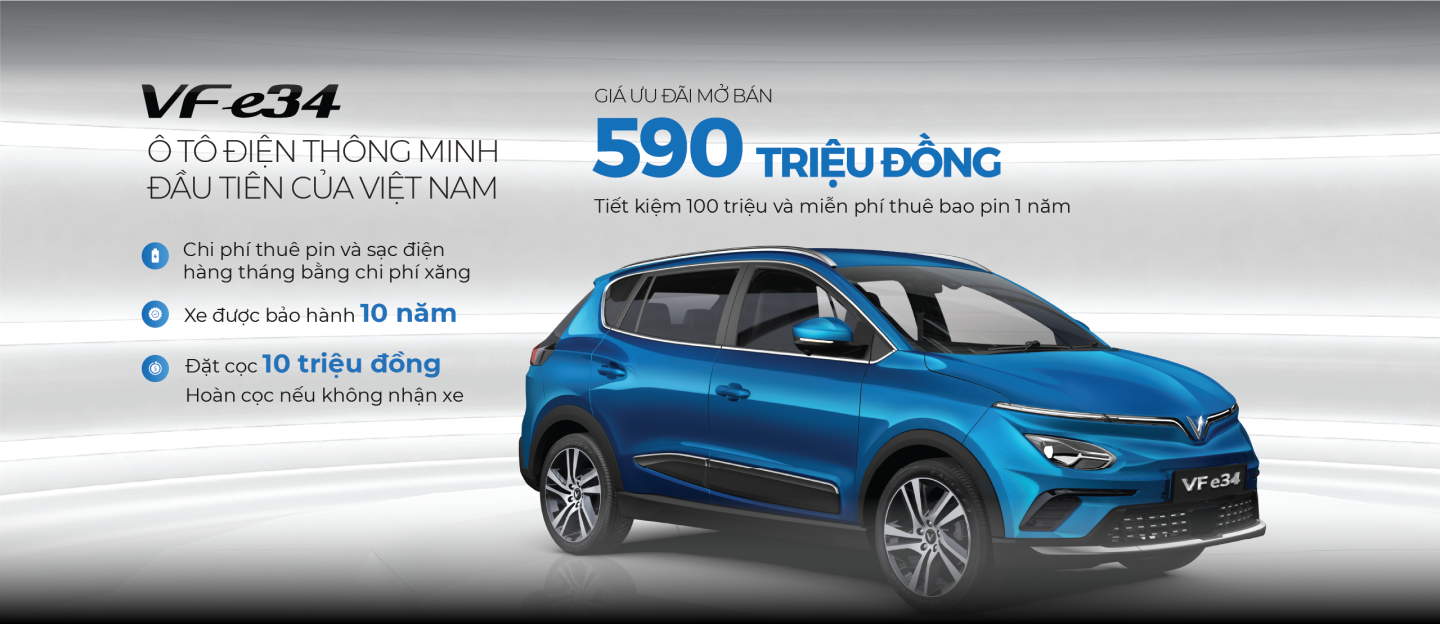 VF e34
Ô TÔ ĐIỆN THÔNG MINH
ĐẦU TIÊN CỦA VIỆT NAM
Chi phí thuê pin và sạc điện
hàng tháng bằng chi phí xăng
Xe được bảo hành 10 năm
Đặt cọc 10 triệu đồng
Hoàn cọc nếu không nhận xe
GIÁ ƯU ĐÃI MỞ BÁN
590 TRIỆU ĐỒNG
Tiết kiệm 100 triệu và miễn phí thuê bao pin 1 năm
VF e34